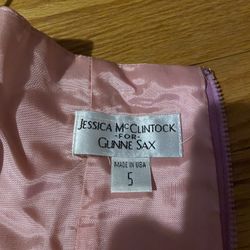 JESSICA MCCLINTOCK
-FOR-
GUNNE SAX
MADE IN USA
5